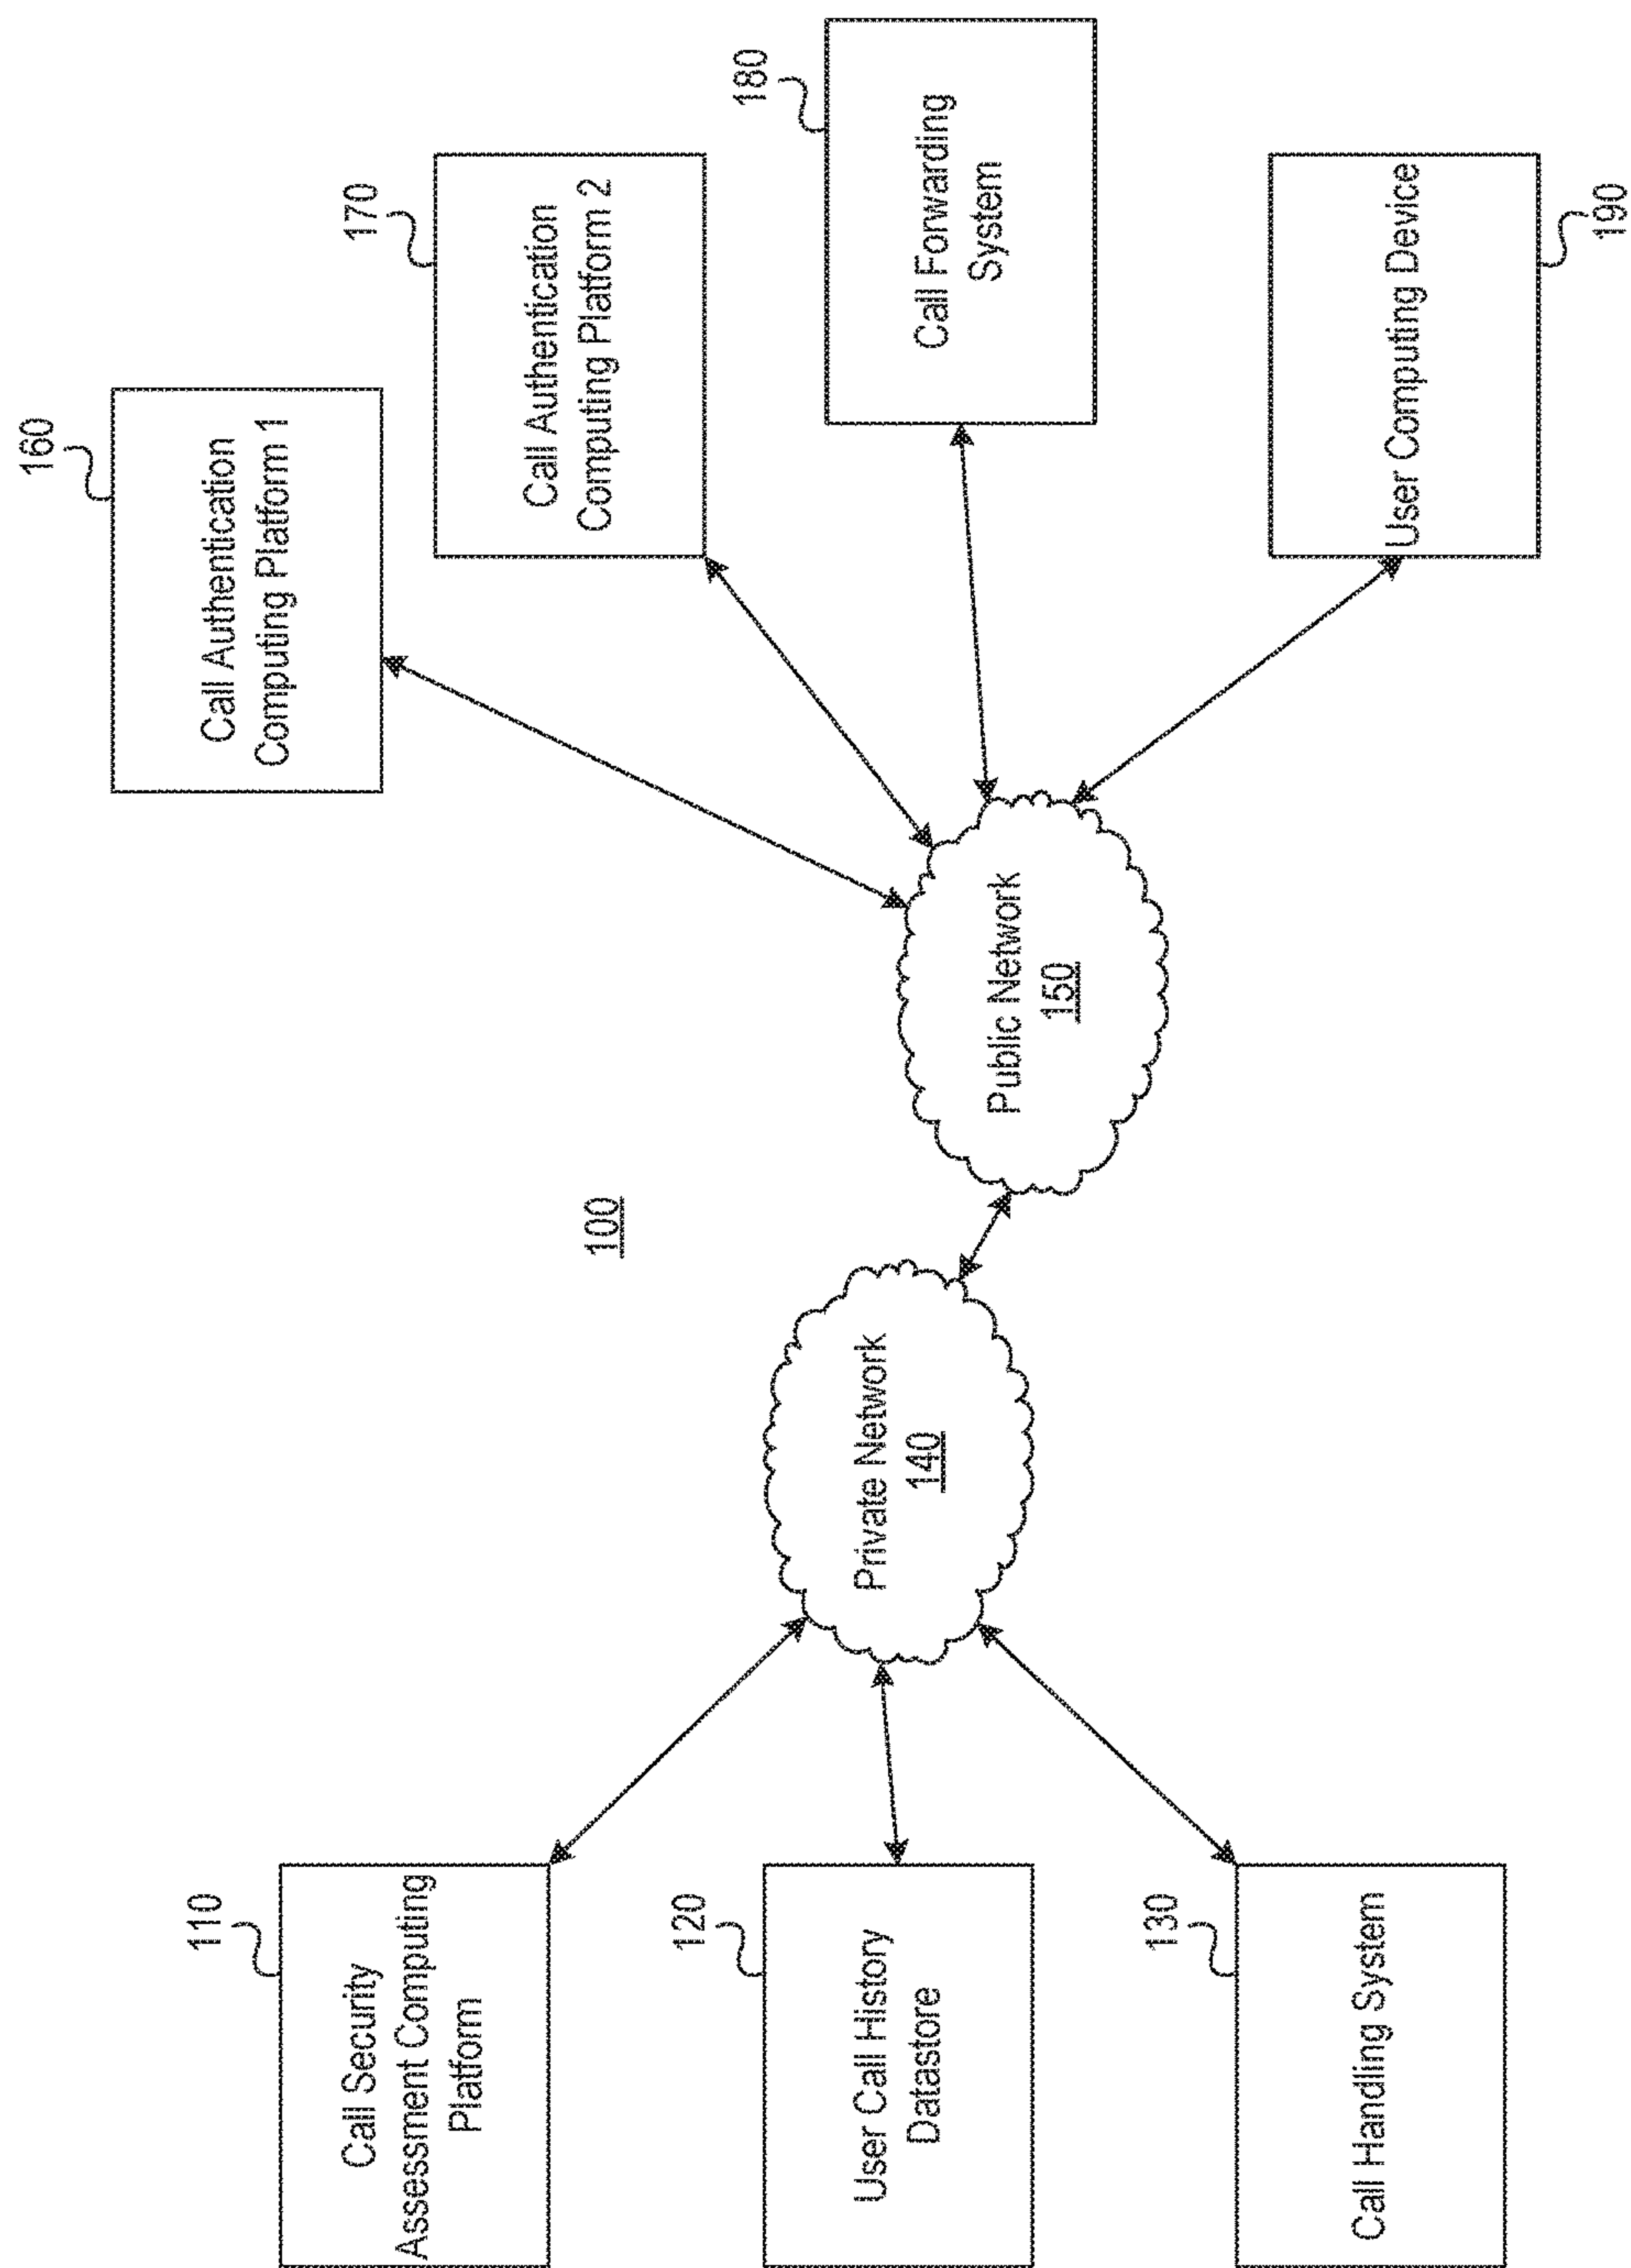 100
110
Call Security
Assessment Computing
Platform
120
User Call History
Datastore
130
Call Handling System
Private Network
140
Public Network
150
160
Call Authentication
Computing Platform 1
170
Call Authentication
Computing Platform 2
180
Call Forwarding
System
User Computing Device
190